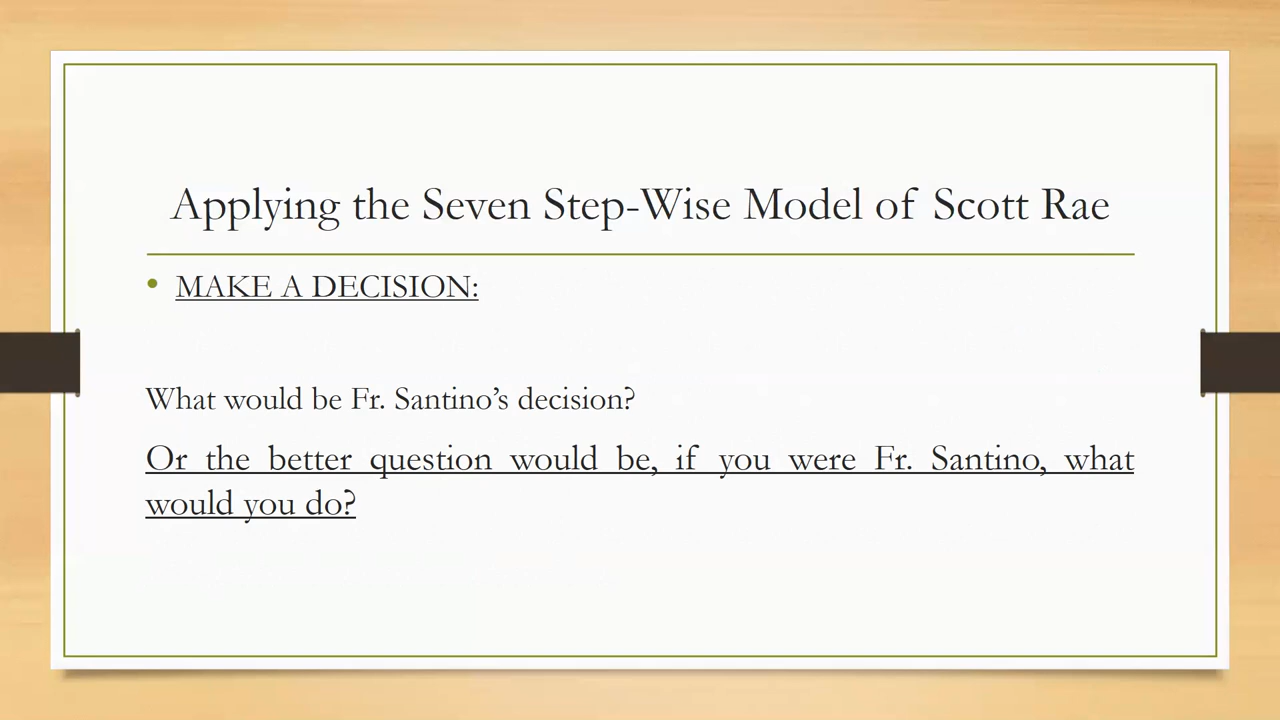 Applying the Seven Step-Wise Model of Scott Rae
• MAKE A DECISION:
What would be Fr. Santino’s decision?
Or the better question would be, if you were Fr. Santino, what
would you do?